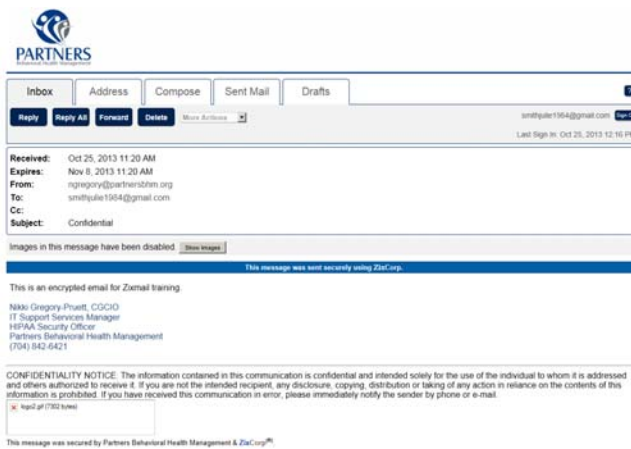 PARTNERS
Behavioral Health Management
Inbox Address Compose Sent Mail Drafts
Reply Reply All Forward Delete More Actions smithjulie1984@gmail.com
Last Sign In: Oct 25, 2013 12:16 PM
Received: Oct 25, 2013 11:20 AM
Expires: Nov 8, 2013 11:20 AM
From: ngregory@partnersbhm.org
To: smithjulie1984@gmail.com
Cc:
Subject: Confidential
Images in this message have been disabled. Show Images
This message was sent securely using ZixCorp.
This is an encrypted email for Zixmail training.
Nikki Gregory-Pruett, CGCIO
IT Support Services Manager
HIPAA Security Officer
Partners Behavioral Health Management
(704) 842-6421
CONFIDENTIALITY NOTICE: The information contained in this communication is confidential and intended solely for the use of the individual to whom it is addressed
and others authorized to receive it. If you are not the intended recipient, any disclosure, copying, distribution or taking of any action in reliance on the contents of this
information is prohibited. If you have received this communication in error, please immediately notify the sender by phone or e-mail.
logo2.gif (7302 bytes)
This message was secured by Partners Behavioral Health Management & ZixCorp(R).